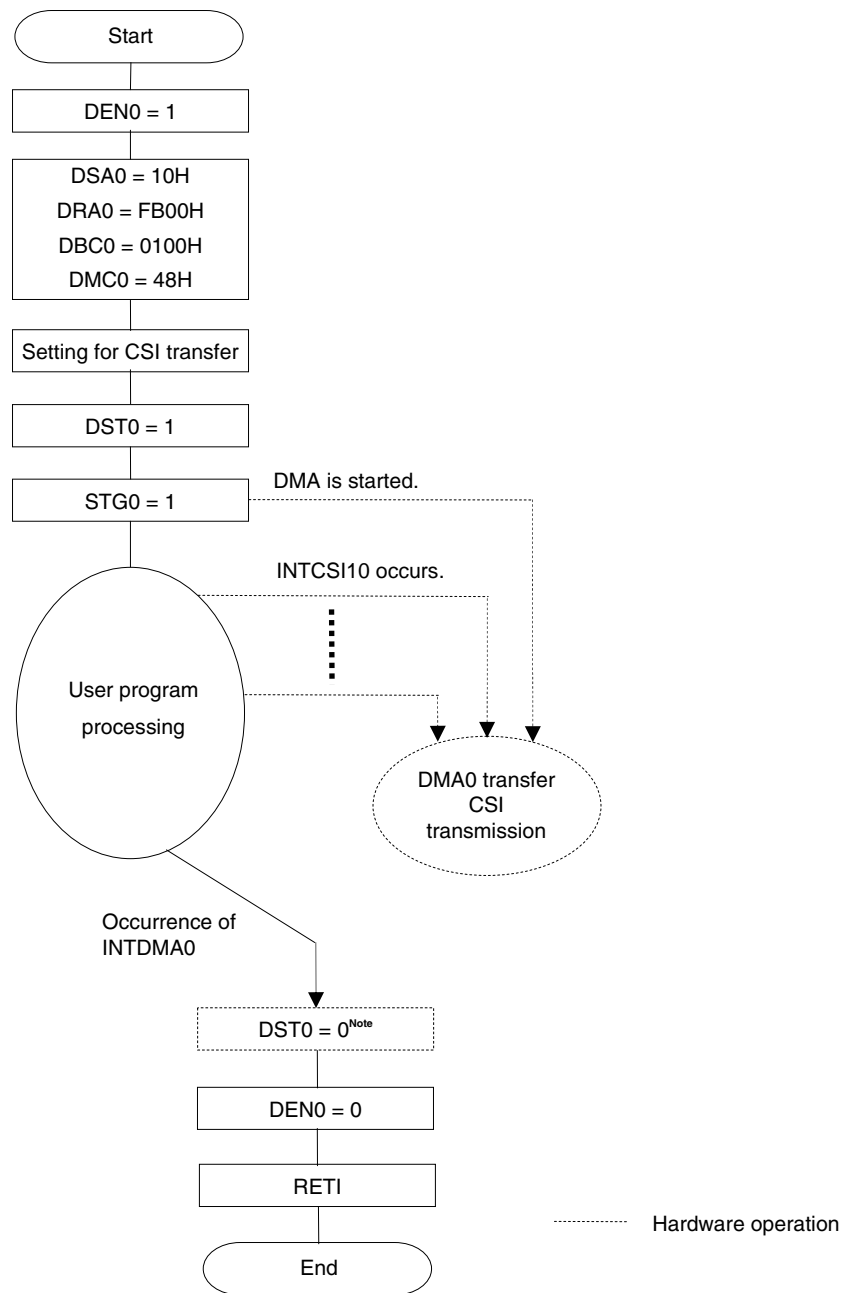 Start
DEN0 = 1
DSA0 = 10H
DRA0 = FB00H
DBC0 = 0100H
DMC0 = 48H
Setting for CSI transfer
DST0 = 1
DMA is started.
STG0 = 1
INTCSI10 occurs.
User program
processing
DMA0 transfer
CSI
transmission
Occurrence of
INTDMA0
DST0 = 0Note
DEN0 = 0
RETI
Hardware operation
End